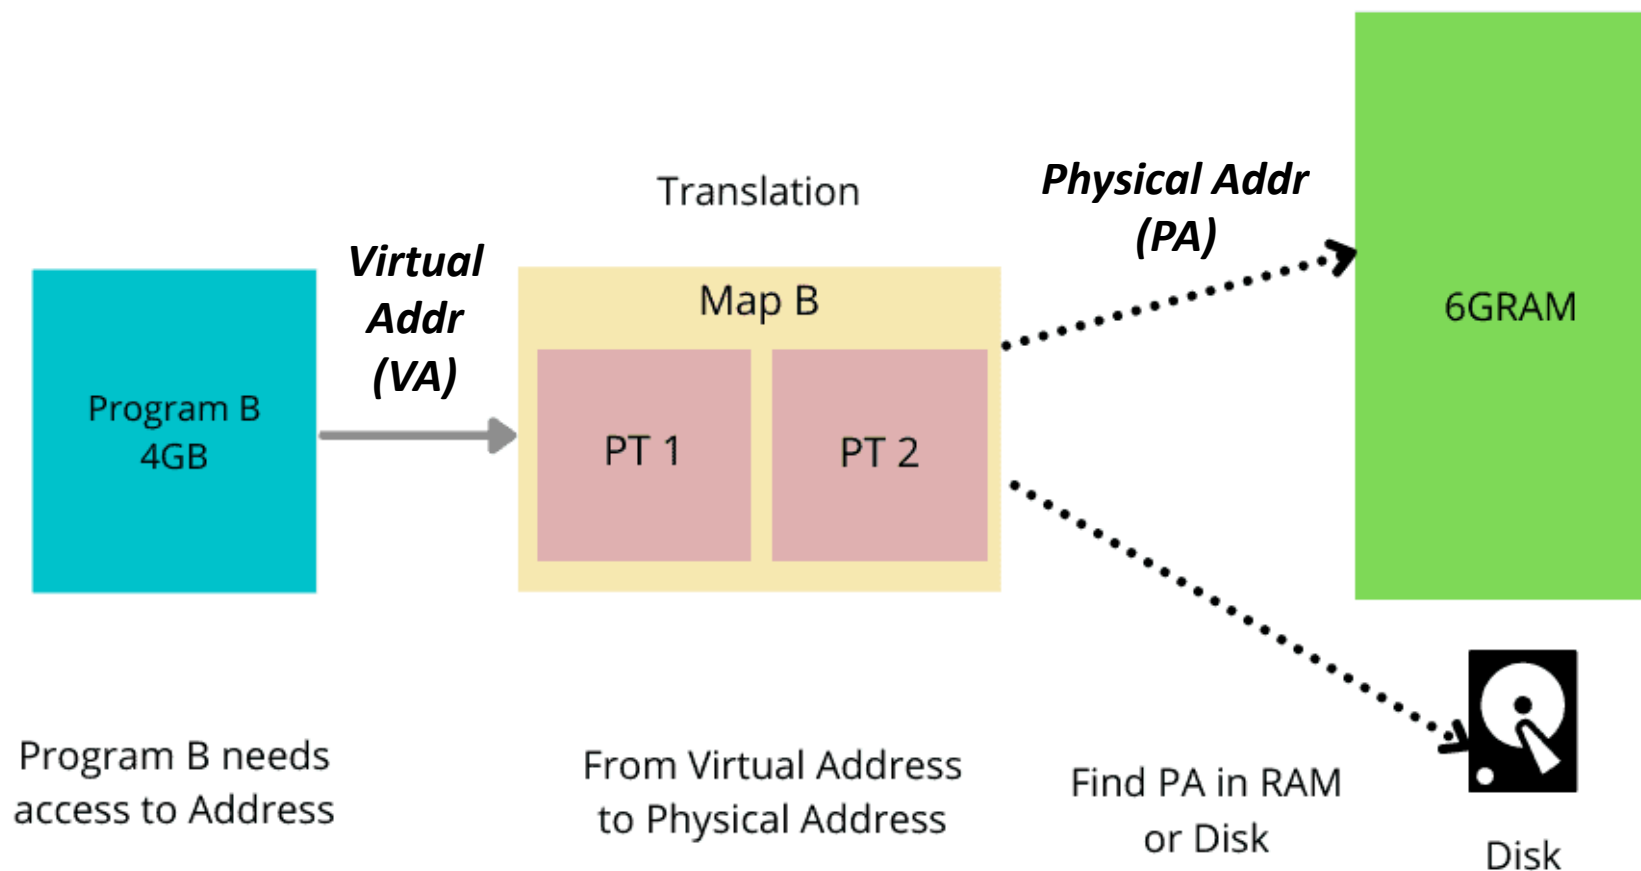 Translation
Physical Addr
(PA)
Virtual
Addr
(VA)
Map B
6GRAM
Program B
4GB
PT 1
PT 2
Program B needs
access to Address
From Virtual Address
to Physical Address
Find PA in RAM
or Disk
Disk